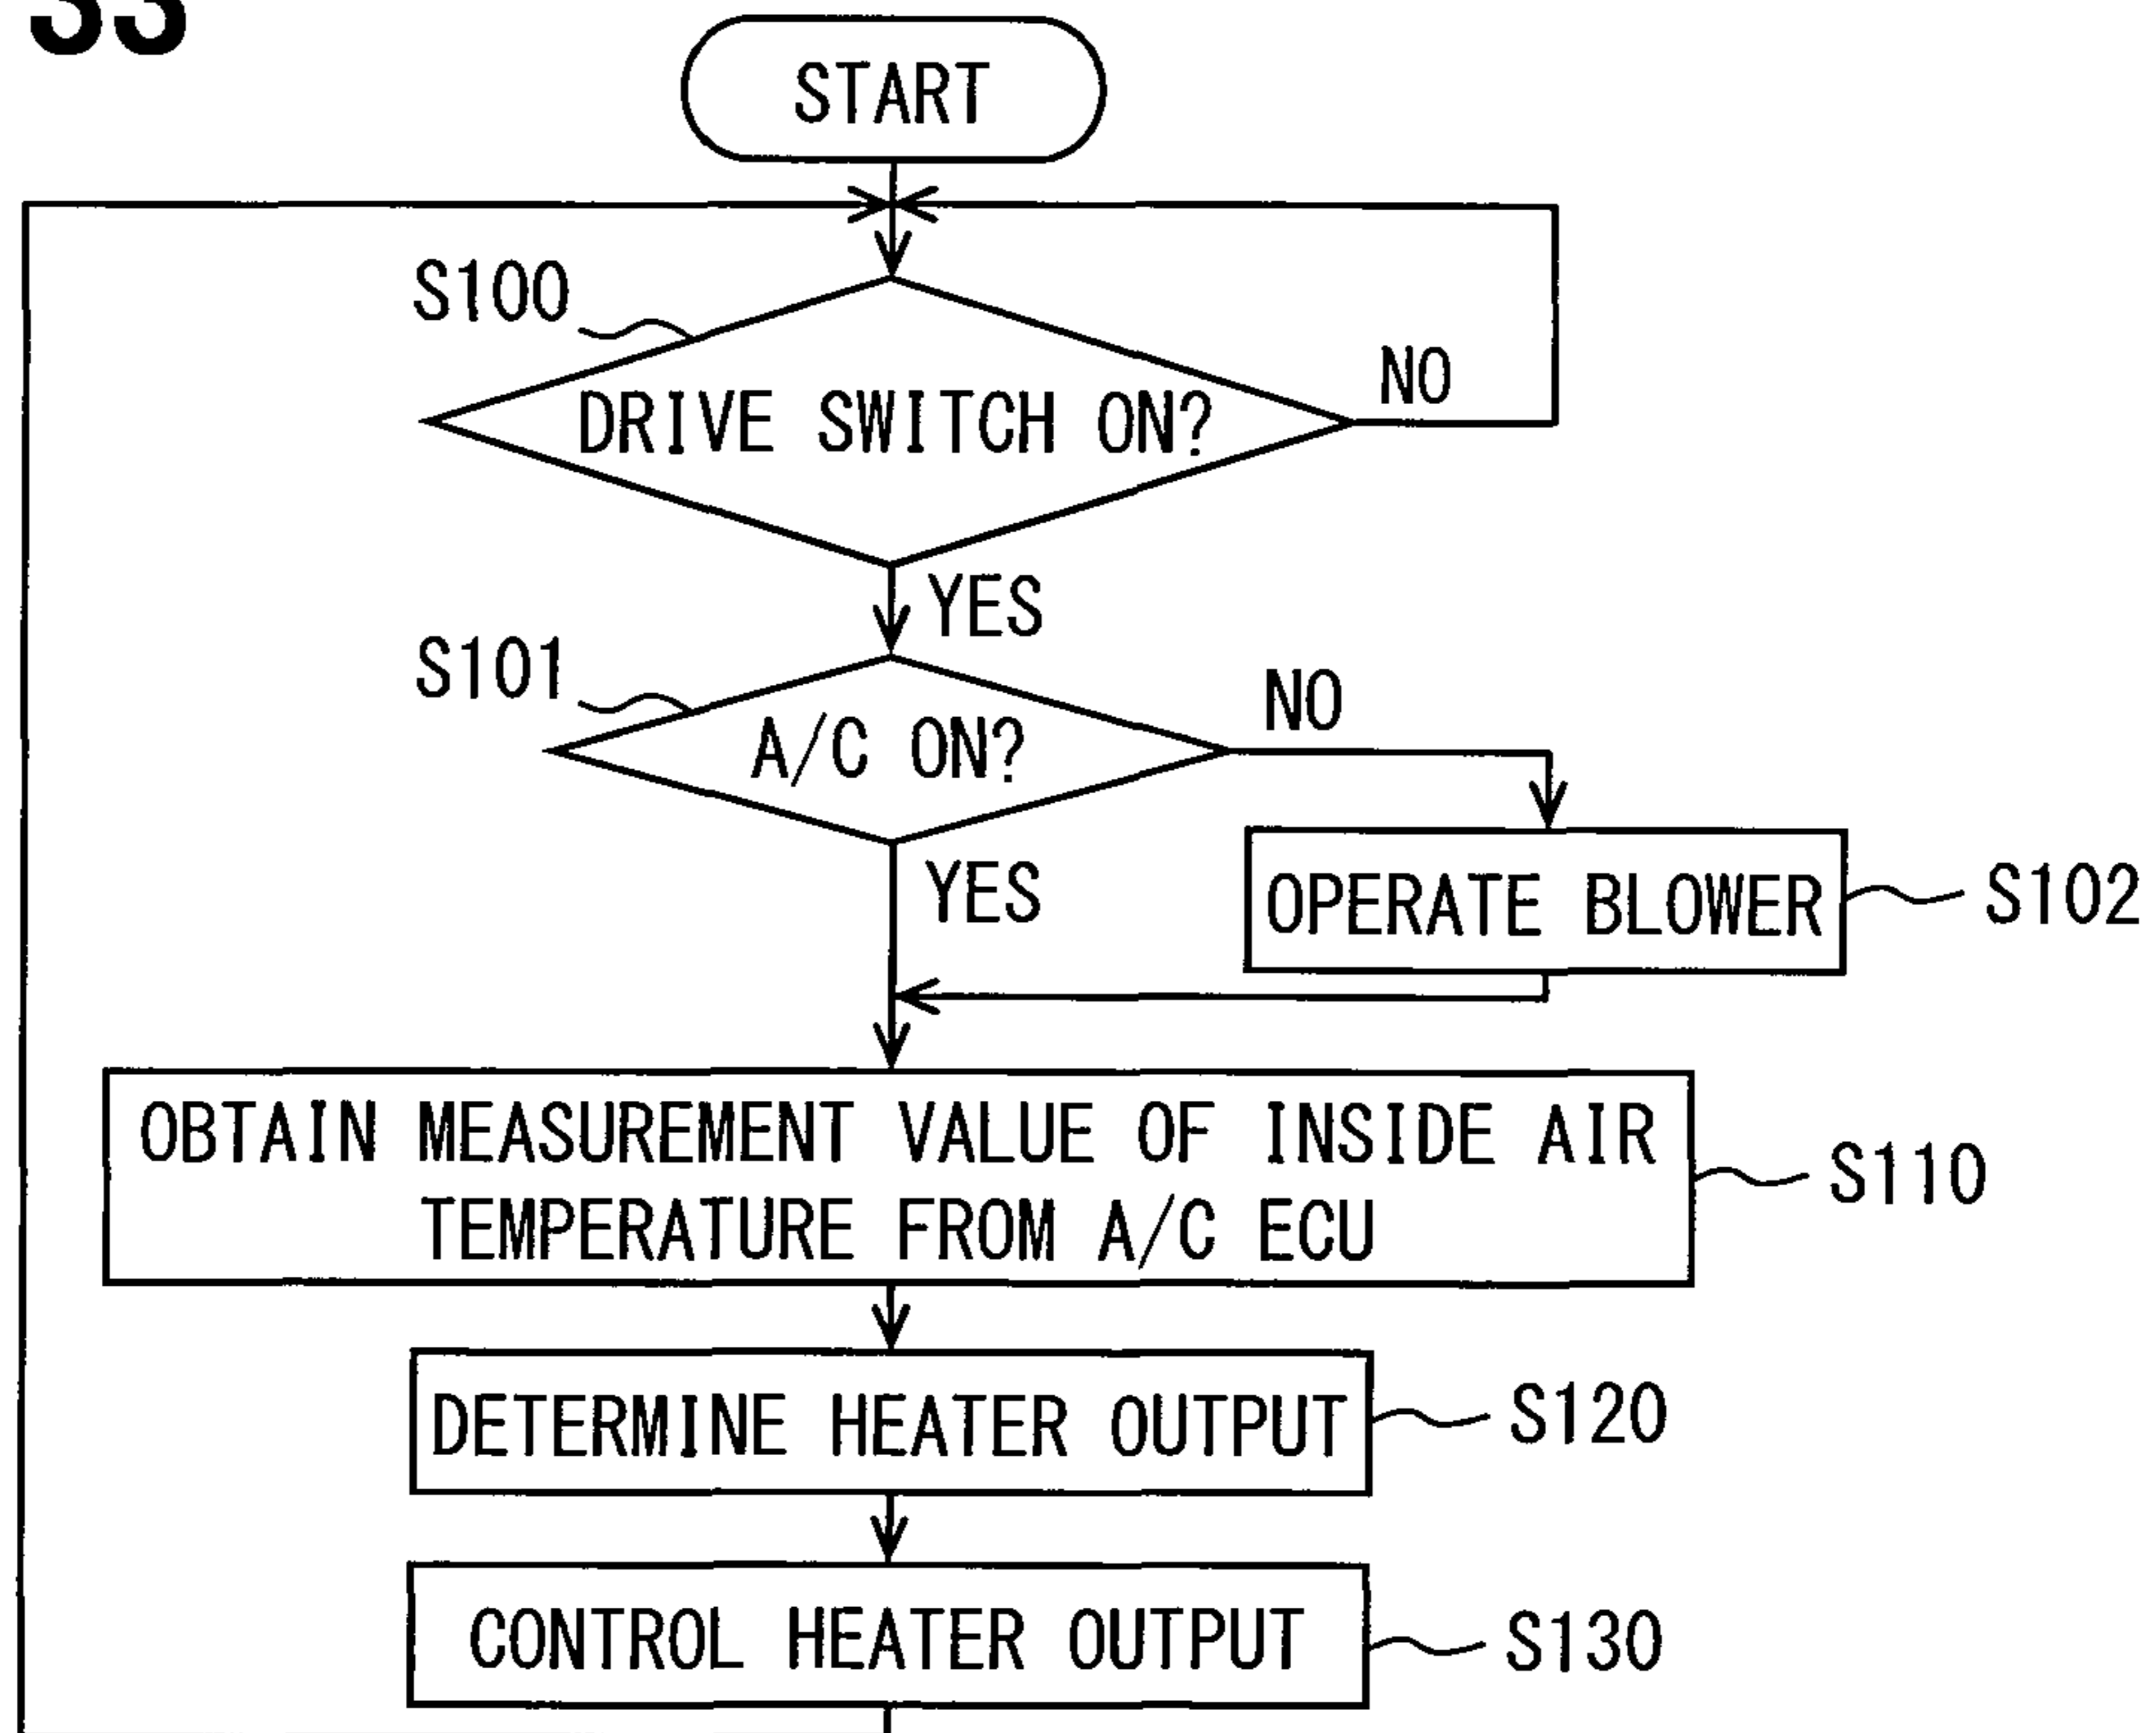 START
S100
DRIVE SWITCH ON?
NO
YES
S101
A/C ON?
NO
YES
OPERATE BLOWER
S102
OBTAIN MEASUREMENT VALUE OF INSIDE AIR
TEMPERATURE FROM A/C ECU
S110
DETERMINE HEATER OUTPUT
S120
CONTROL HEATER OUTPUT
S130